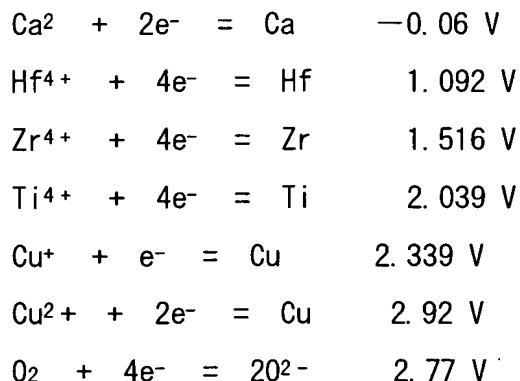 Ca² + 2e⁻ = Ca −0.06 V
Hf⁴⁺ + 4e⁻ = Hf 1.092 V
Zr⁴⁺ + 4e⁻ = Zr 1.516 V
Ti⁴⁺ + 4e⁻ = Ti 2.039 V
Cu⁺ + e⁻ = Cu 2.339 V
Cu²⁺ + 2e⁻ = Cu 2.92 V
O₂ + 4e⁻ = 2O²⁻ 2.77 V